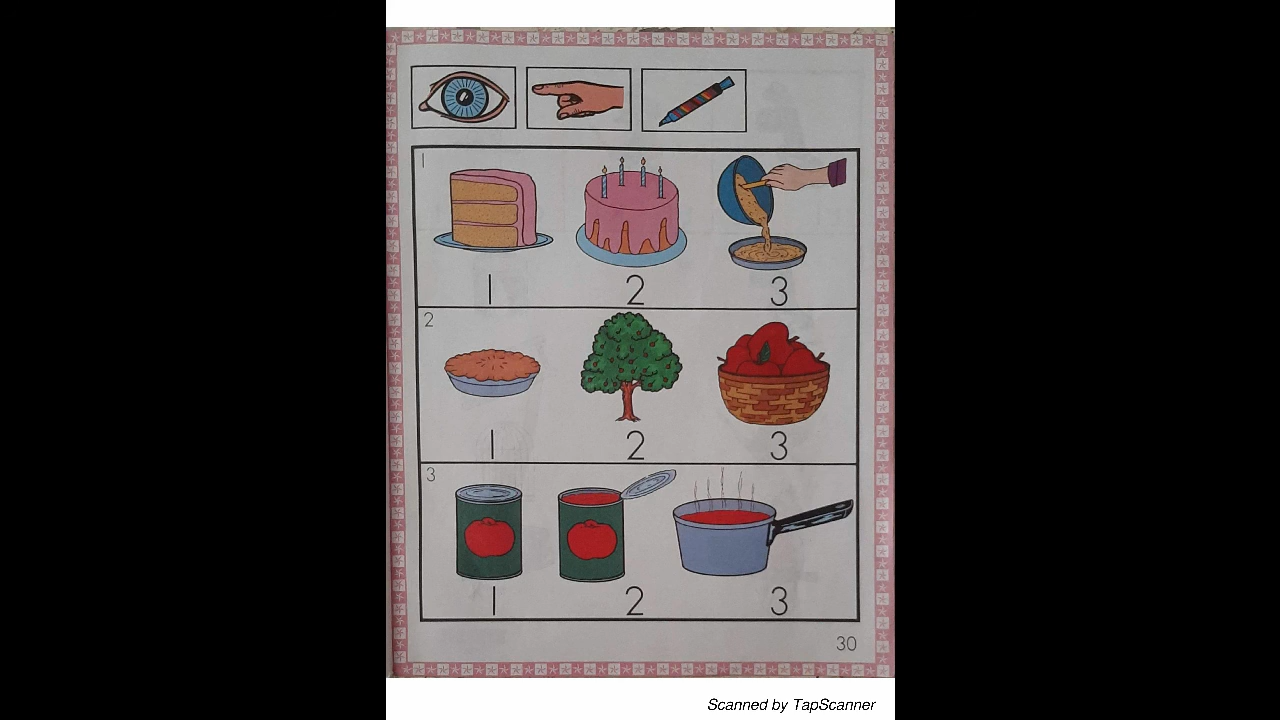 1
1 2 3
2
1 2 3
3
1 2 3
30
Scanned by TapScanner